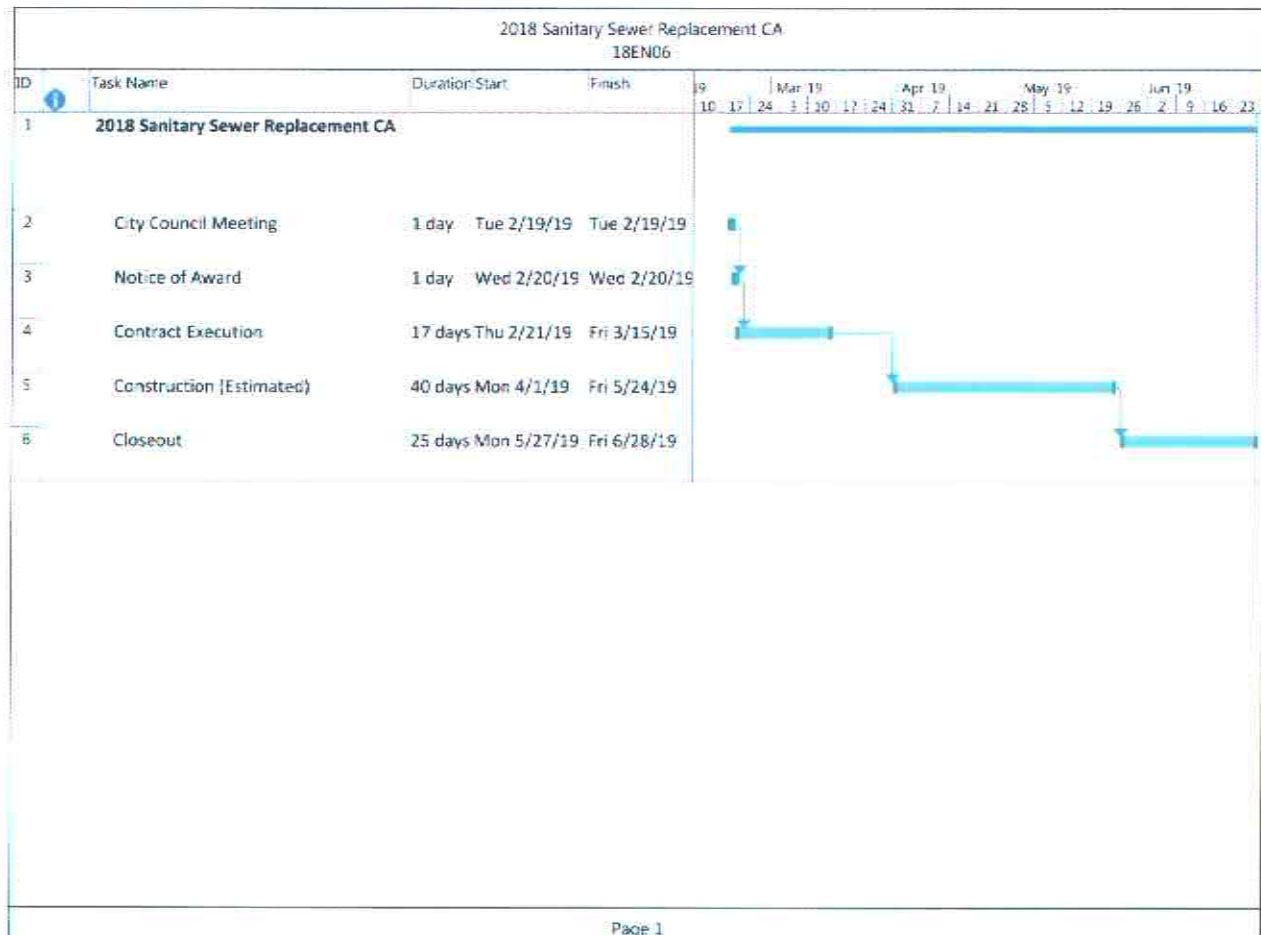 2018 Sanitary Sewer Replacement CA
18EN06
ID Task Name Duration Start Finish 19 Mar 19 Apr 19 May 19 Jun 19
10 17 24 3 10 17 24 31 7 14 21 28 5 12 19 26 2 9 16 23
1 2018 Sanitary Sewer Replacement CA
2 City Council Meeting 1 day Tue 2/19/19 Tue 2/19/19
3 Notice of Award 1 day Wed 2/20/19 Wed 2/20/19
4 Contract Execution 17 days Thu 2/21/19 Fri 3/15/19
5 Construction (Estimated) 40 days Mon 4/1/19 Fri 5/24/19
6 Closeout 25 days Mon 5/27/19 Fri 6/28/19
Page 1